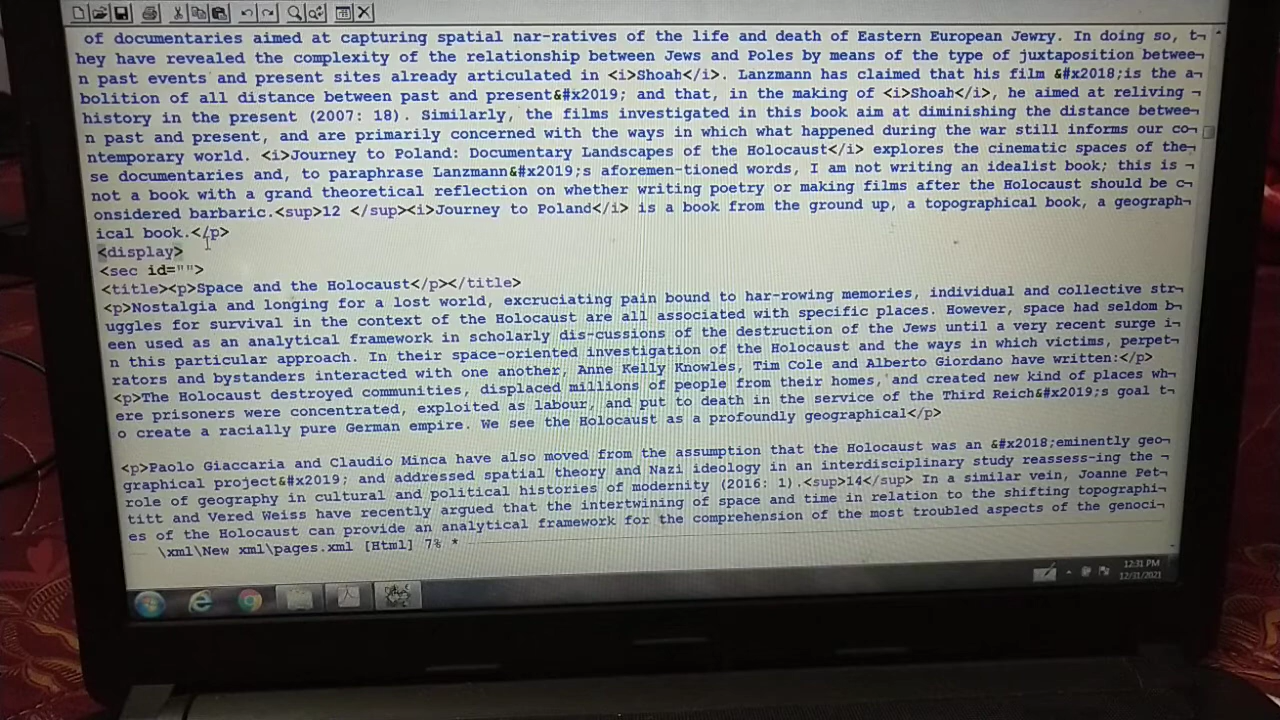 of documentaries aimed at capturing spatial nar-ratives of the life and death of Eastern European Jewry. In doing so, t¬
hey have revealed the complexity of the relationship between Jews and Poles by means of the type of juxtaposition betwee¬
n past events and present sites already articulated in <i>Shoah</i>. Lanzmann has claimed that his film &#x2018;is the a¬
bolition of all distance between past and present&#x2019; and that, in the making of <i>Shoah</i>, he aimed at reliving ¬
history in the present (2007: 18). Similarly, the films investigated in this book aim at diminishing the distance betwee¬
n past and present, and are primarily concerned with the ways in which what happened during the war still informs our co¬
ntemporary world. <i>Journey to Poland: Documentary Landscapes of the Holocaust</i> explores the cinematic spaces of the¬
se documentaries and, to paraphrase Lanzmann&#x2019;s aforemen-tioned words, I am not writing an idealist book; this is ¬
not a book with a grand theoretical reflection on whether writing poetry or making films after the Holocaust should be c¬
onsidered barbaric.<sup>12 </sup><i>Journey to Poland</i> is a book from the ground up, a topographical book, a geograph¬
ical book.</p>
<display>
<sec id="">
<title><p>Space and the Holocaust</p></title>
<p>Nostalgia and longing for a lost world, excruciating pain bound to har-rowing memories, individual and collective str¬
uggles for survival in the context of the Holocaust are all associated with specific places. However, space had seldom b¬
een used as an analytical framework in scholarly dis-cussions of the destruction of the Jews until a very recent surge i¬
n this particular approach. In their space-oriented investigation of the Holocaust and the ways in which victims, perpet¬
rators and bystanders interacted with one another, Anne Kelly Knowles, Tim Cole and Alberto Giordano have written:</p>
<p>The Holocaust destroyed communities, displaced millions of people from their homes, and created new kind of places wh¬
ere prisoners were concentrated, exploited as labour, and put to death in the service of the Third Reich&#x2019;s goal t¬
o create a racially pure German empire. We see the Holocaust as a profoundly geographical</p>
<p>Paolo Giaccaria and Claudio Minca have also moved from the assumption that the Holocaust was an &#x2018;eminently geo¬
graphical project&#x2019; and addressed spatial theory and Nazi ideology in an interdisciplinary study reassess-ing the ¬
role of geography in cultural and political histories of modernity (2016: 1).<sup>14</sup> In a similar vein, Joanne Pet¬
titt and Vered Weiss have recently argued that the intertwining of space and time in relation to the shifting topographi¬
es of the Holocaust can provide an analytical framework for the comprehension of the most troubled aspects of the genoci¬
\xml\New xml\pages.xml [Html] 7% *
12:31 PM
12/31/2021